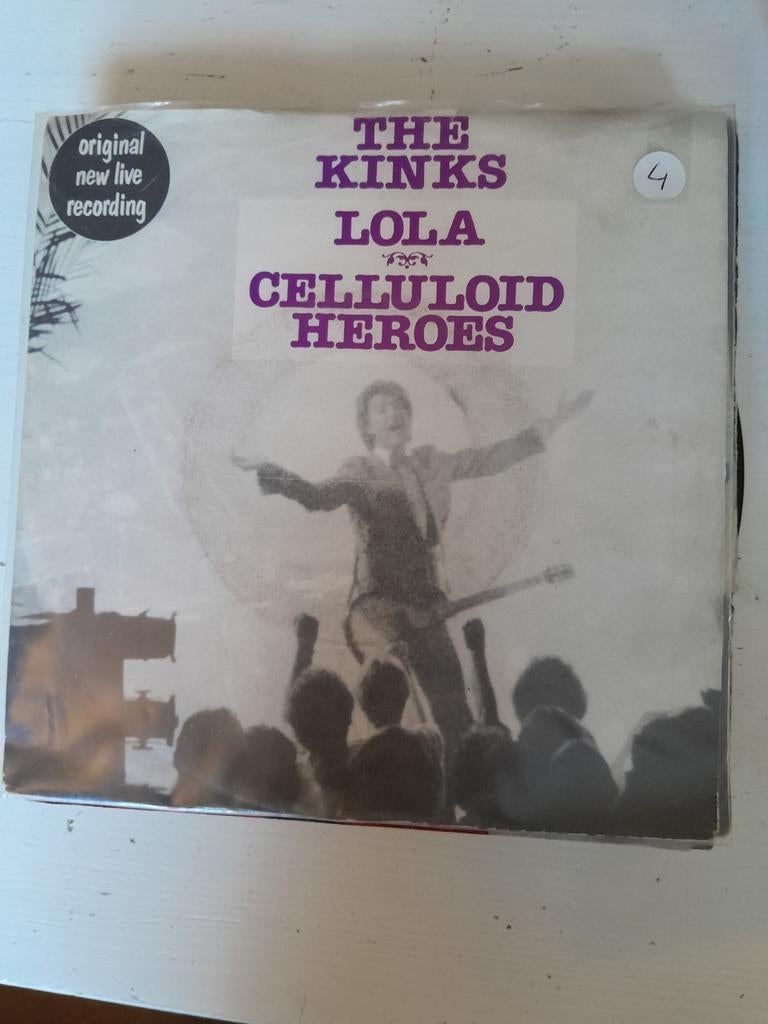 original
new live
recording
THE
KINKS
LOLA
CELLULOID
HEROES
4